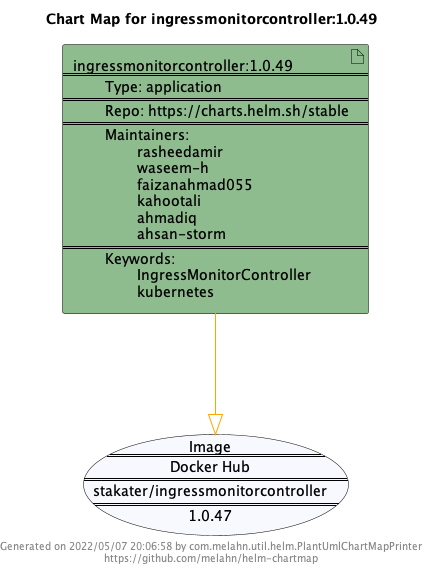 Chart Map for ingressmonitorcontroller:1.0.49
ingressmonitorcontroller:1.0.49
Type: application
Repo: https://charts.helm.sh/stable
Maintainers:
rasheedamir
waseem-h
faizanahmad055
kahootali
ahmadiq
ahsan-storm
Keywords:
IngressMonitorController
kubernetes
Image
Docker Hub
stakater/ingressmonitorcontroller
1.0.47
Generated on 2022/05/07 20:06:58 by com.melahn.util.helm.PlantUmlChartMapPrinter
https://github.com/melahn/helm-chartmap